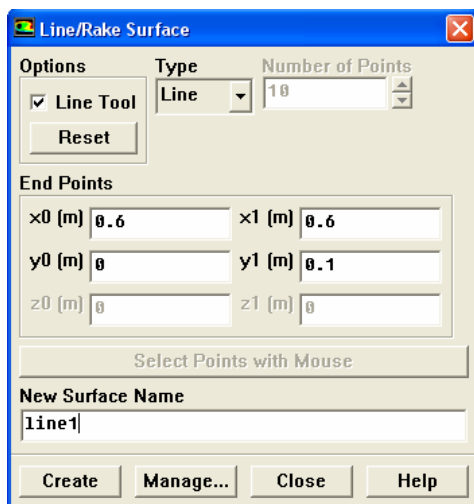 Line/Rake Surface
Options
Type
Number of Points
Line Tool
Line
10
Reset
End Points
x0 (m) 0.6
x1 (m) 0.6
y0 (m) 0
y1 (m) 0.1
z0 (m) 0
z1 (m) 0
Select Points with Mouse
New Surface Name
line1
Create
Manage...
Close
Help